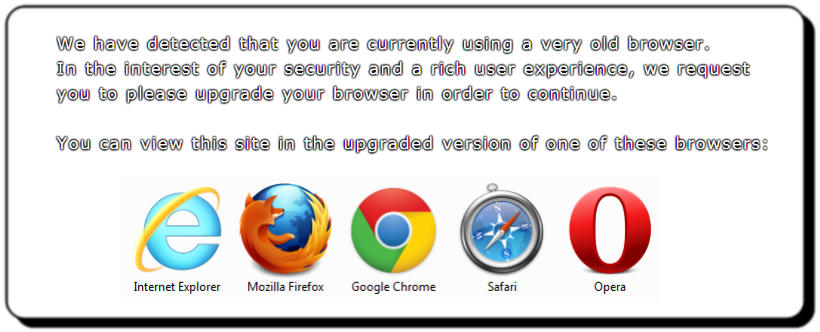 We have detected that you are currently using a very old browser.
In the interest of your security and a rich user experience, we request
you to please upgrade your browser in order to continue.
You can view this site in the upgraded version of one of these browsers:
Internet Explorer Mozilla Firefox Google Chrome Safari Opera